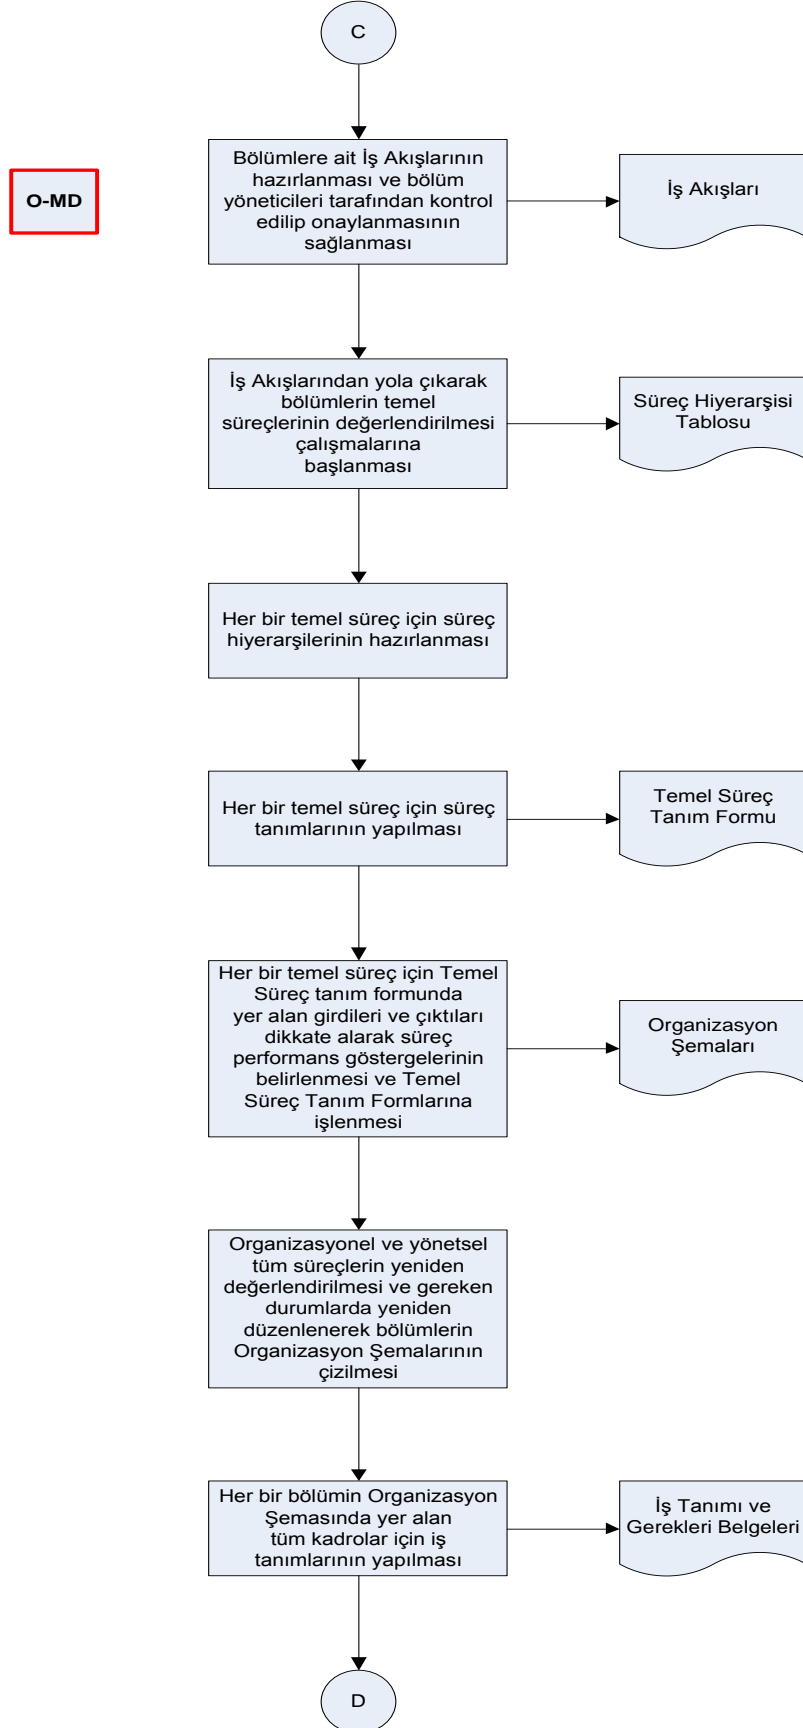 C
O-MD
Bölümlere ait İş Akışlarının
hazırlanması ve bölüm
yöneticileri tarafından kontrol
edilip onaylanmasının
sağlanması
İş Akışları
İş Akışlarından yola çıkarak
bölümlerin temel
süreçlerinin değerlendirilmesi
çalışmalarına
başlanması
Süreç Hiyerarşisi
Tablosu
Her bir temel süreç için süreç
hiyerarşilerinin hazırlanması
Her bir temel süreç için süreç
tanımlarının yapılması
Temel Süreç
Tanım Formu
Her bir temel süreç için Temel
Süreç tanım formunda
yer alan girdileri ve çıktıları
dikkate alarak süreç
performans göstergelerinin
belirlenmesi ve Temel
Süreç Tanım Formlarına
işlenmesi
Organizasyon
Şemaları
Organizasyonel ve yönetsel
tüm süreçlerin yeniden
değerlendirilmesi ve gereken
durumlarda yeniden
düzenlenerek bölümlerin
Organizasyon Şemalarının
çizilmesi
Her bir bölümin Organizasyon
Şemasında yer alan
tüm kadrolar için iş
tanımlarının yapılması
İş Tanımı ve
Gerekleri Belgeleri
D